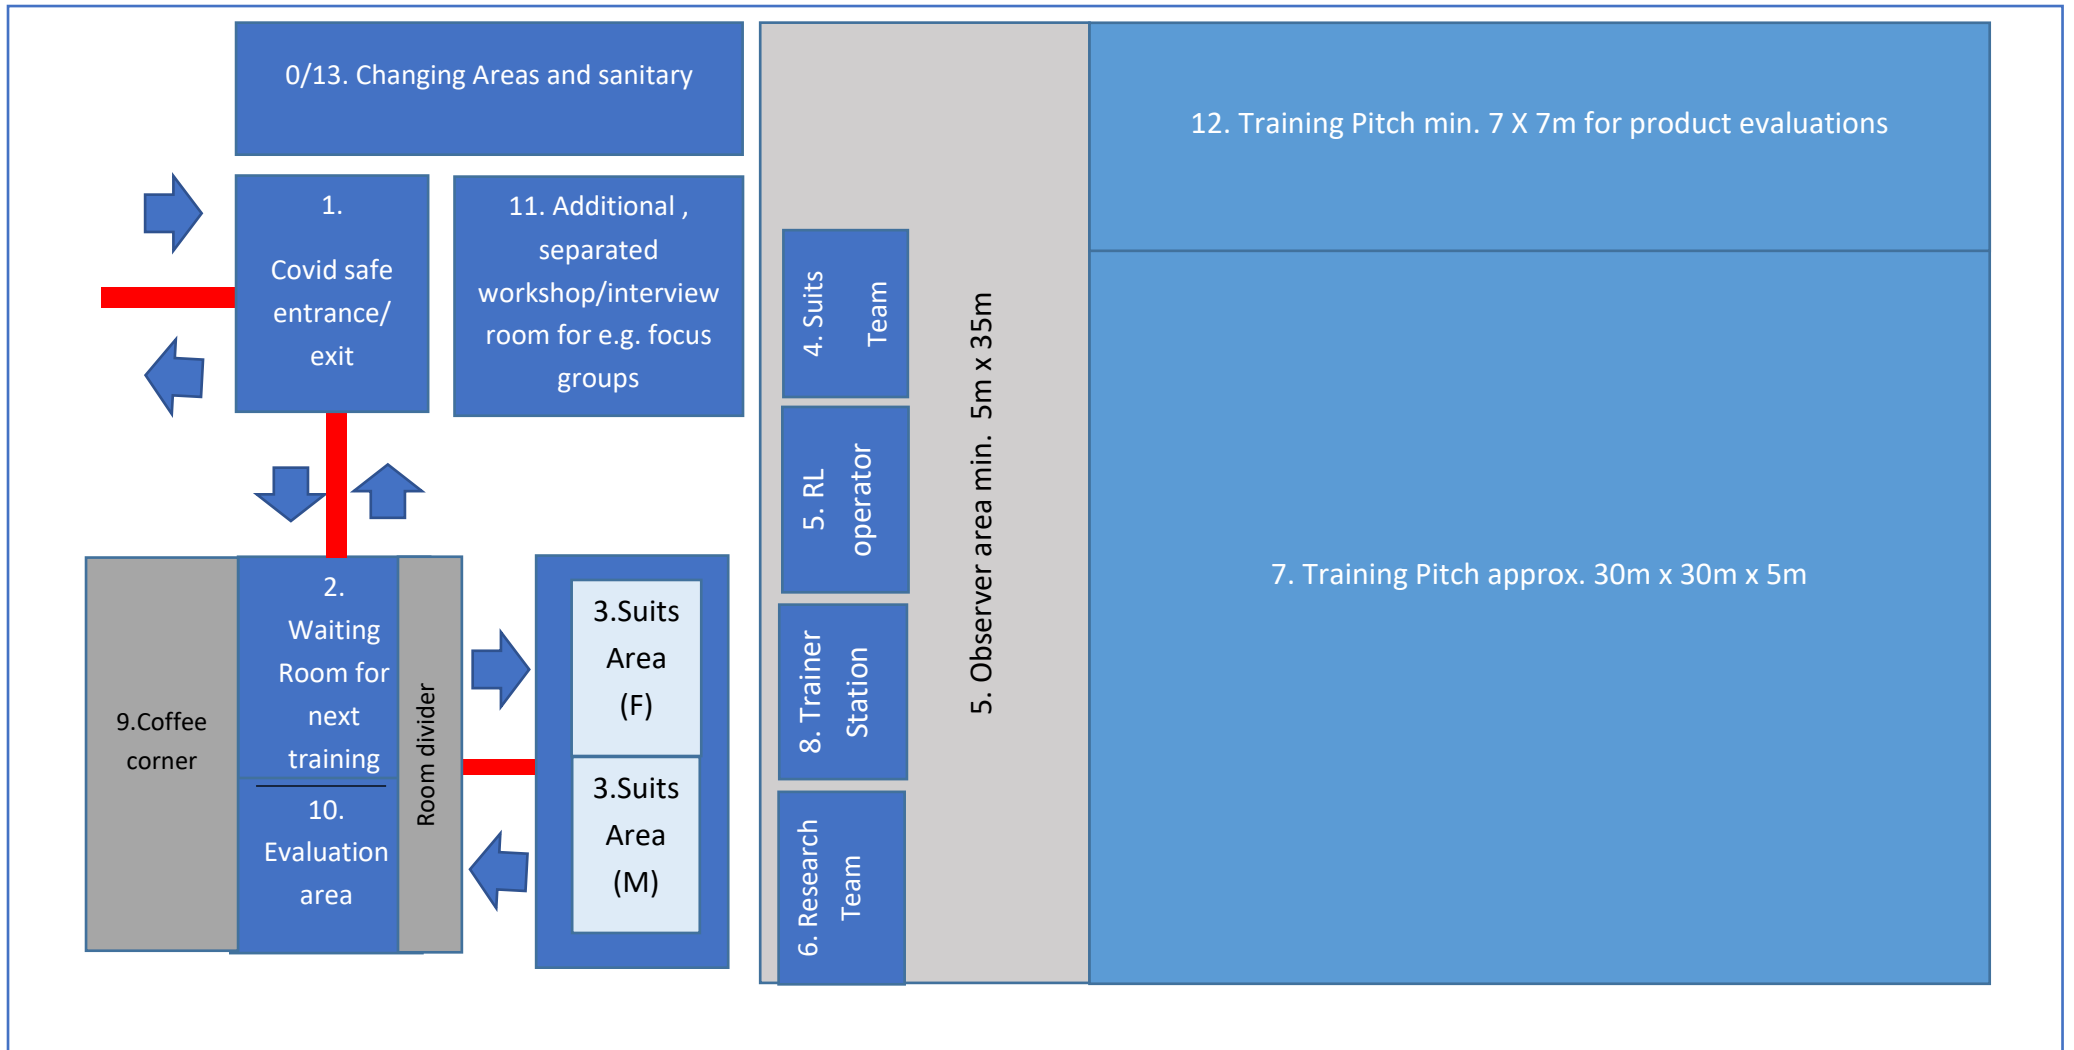 0/13. Changing Areas and sanitary
1.
Covid safe
entrance/
exit
11. Additional ,
separated
workshop/interview
room for e.g. focus
groups
2.
Waiting
Room for
next
training
10.
Evaluation
area
9.Coffee
corner
Room divider
3.Suits
Area
(F)
3.Suits
Area
(M)
4. Suits
Team
5. RL
operator
8. Trainer
Station
6. Research
Team
5. Observer area min.  5m x 35m
12. Training Pitch min. 7 X 7m for product evaluations
7. Training Pitch approx. 30m x 30m x 5m